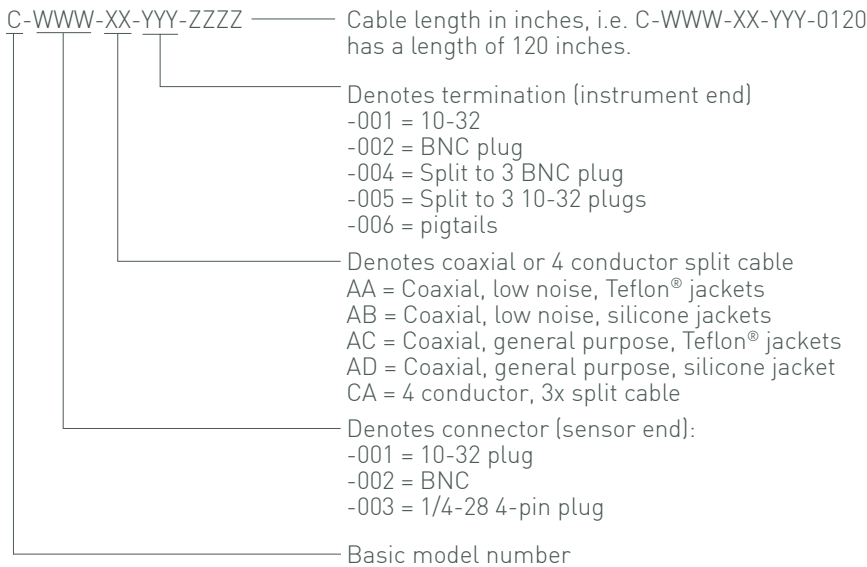 C-WWW-XX-YYY-ZZZZ Cable length in inches, i.e. C-WWW-XX-YYY-0120
has a length of 120 inches.
Denotes termination (instrument end)
-001 = 10-32
-002 = BNC plug
-004 = Split to 3 BNC plug
-005 = Split to 3 10-32 plugs
-006 = pigtails
Denotes coaxial or 4 conductor split cable
AA = Coaxial, low noise, Teflon® jackets
AB = Coaxial, low noise, silicone jackets
AC = Coaxial, general purpose, Teflon® jackets
AD = Coaxial, general purpose, silicone jacket
CA = 4 conductor, 3x split cable
Denotes connector (sensor end):
-001 = 10-32 plug
-002 = BNC
-003 = 1/4-28 4-pin plug
Basic model number